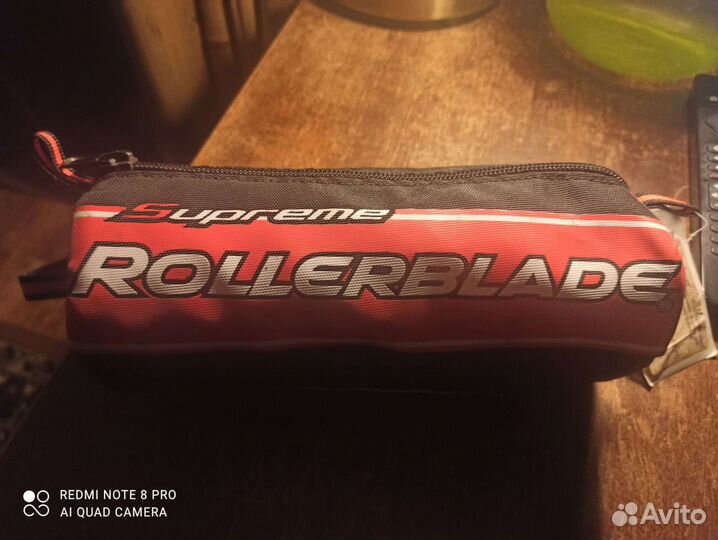 Supreme
ROLLERBLADE®
REDMI NOTE 8 PRO
AI QUAD CAMERA
Avito